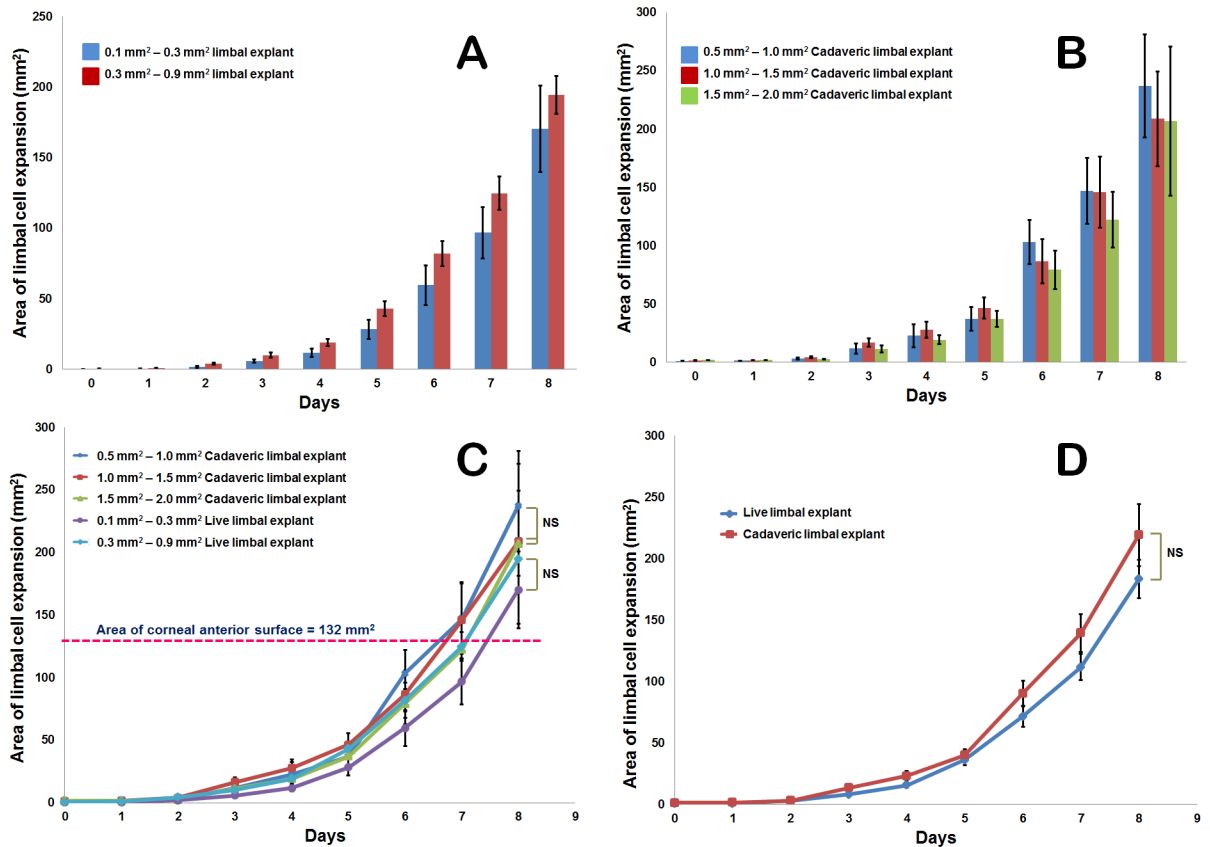 A
0.1 mm² – 0.3 mm² limbal explant
0.3 mm² – 0.9 mm² limbal explant
Area of limbal cell expansion (mm²)
250
200
150
100
50
0
0 1 2 3 4 5 6 7 8
Days
B
0.5 mm² – 1.0 mm² Cadaveric limbal explant
1.0 mm² – 1.5 mm² Cadaveric limbal explant
1.5 mm² – 2.0 mm² Cadaveric limbal explant
Area of limbal cell expansion (mm²)
300
250
200
150
100
50
0
0 1 2 3 4 5 6 7 8
Days
C
0.5 mm² – 1.0 mm² Cadaveric limbal explant
1.0 mm² – 1.5 mm² Cadaveric limbal explant
1.5 mm² – 2.0 mm² Cadaveric limbal explant
0.1 mm² – 0.3 mm² Live limbal explant
0.3 mm² – 0.9 mm² Live limbal explant
NS
NS
Area of corneal anterior surface = 132 mm²
Area of limbal cell expansion (mm²)
300
250
200
150
100
50
0
0 1 2 3 4 5 6 7 8 9
Days
D
Live limbal explant
Cadaveric limbal explant
NS
Area of limbal cell expansion (mm²)
300
250
200
150
100
50
0
0 1 2 3 4 5 6 7 8 9
Days